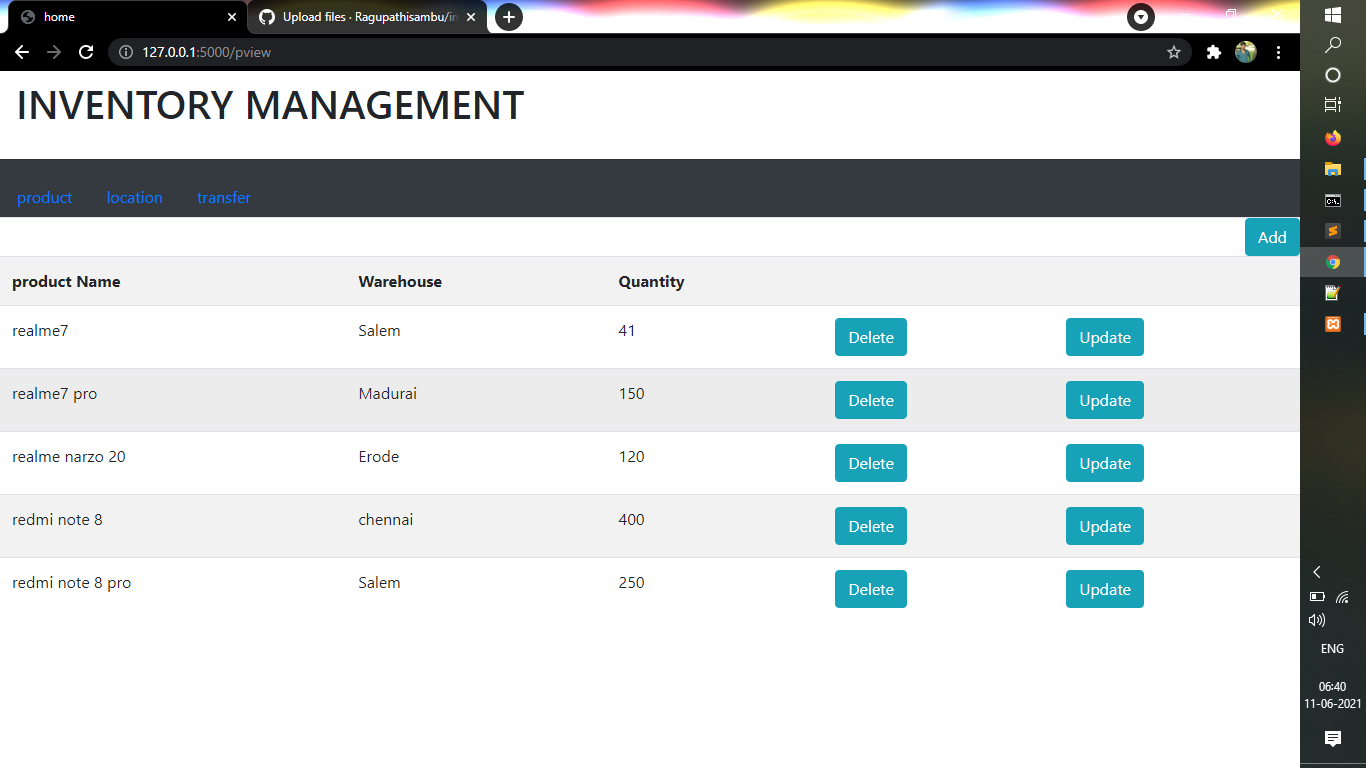 home
Upload files · Ragupathisambu/in
127.0.0.1:5000/pview
INVENTORY MANAGEMENT
product location transfer
Add
product Name Warehouse Quantity
realme7 Salem 41 Delete Update
realme7 pro Madurai 150 Delete Update
realme narzo 20 Erode 120 Delete Update
redmi note 8 chennai 400 Delete Update
redmi note 8 pro Salem 250 Delete Update
ENG
06:40
11-06-2021